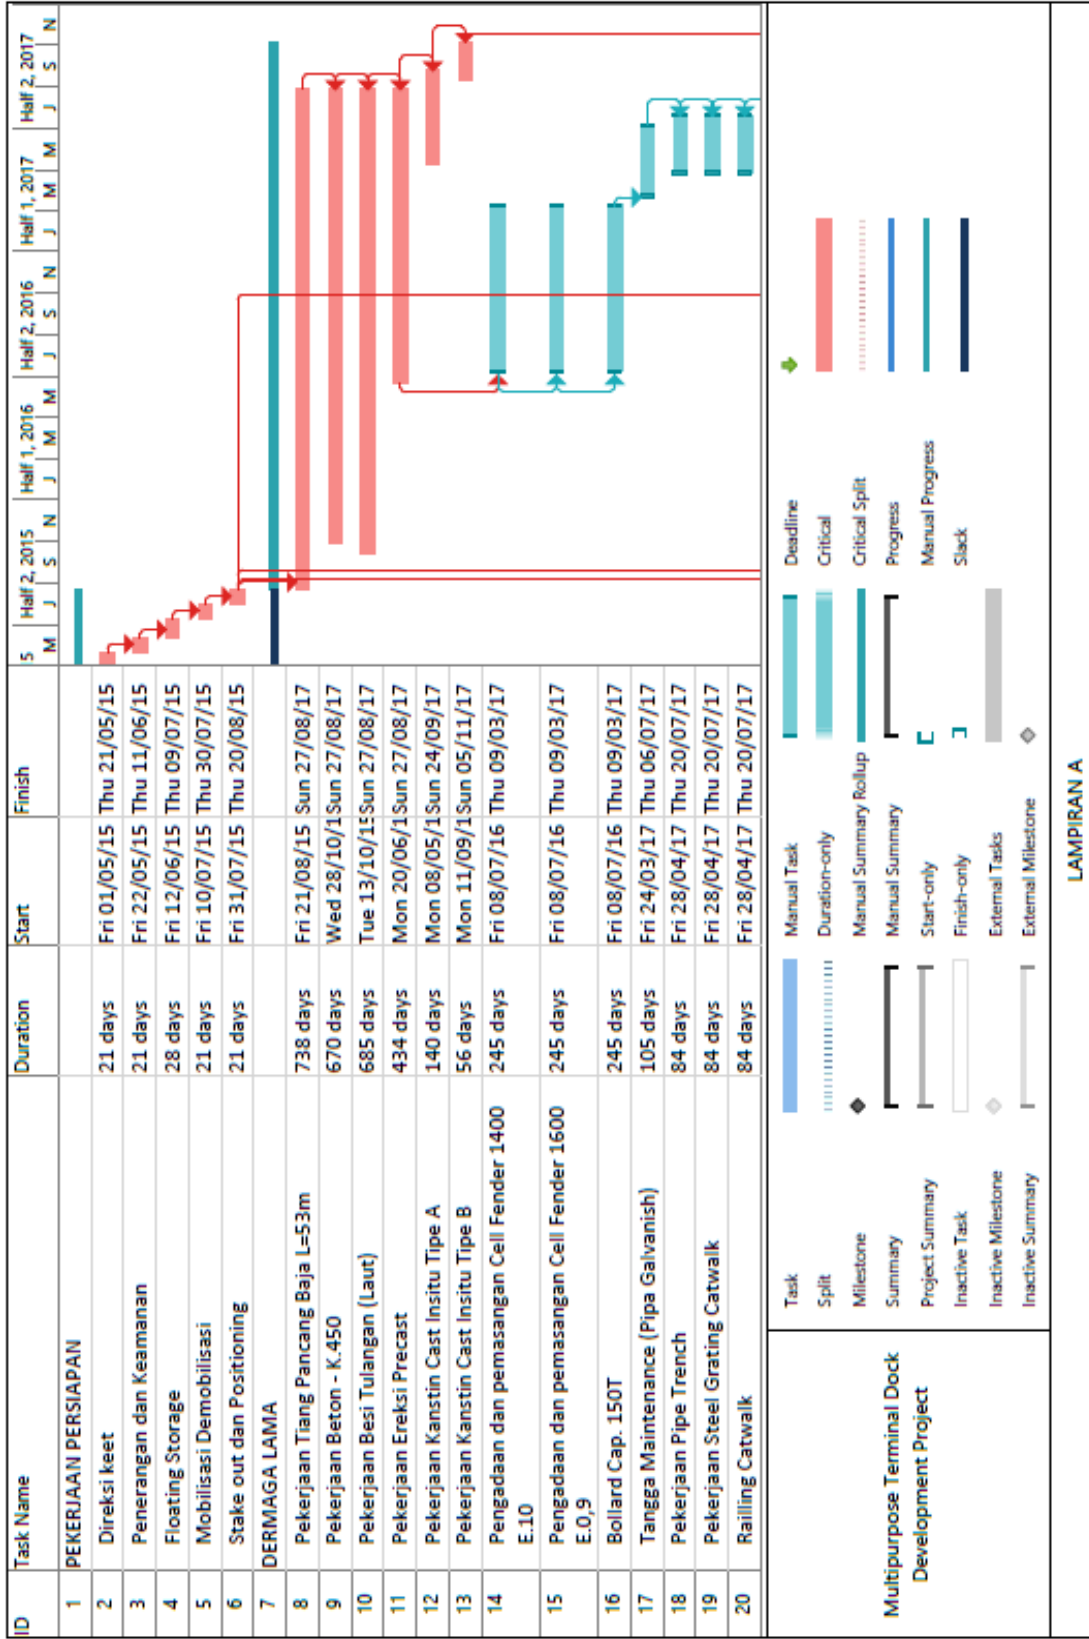 ID Task Name Duration Start Finish
5 Half 2, 2015 Half 1, 2016 Half 2, 2016 Half 1, 2017 Half 2, 2017
M J S N J M M J S N J M M J S N
1 PEKERJAAN PERSIAPAN
2 Direksi keet 21 days Fri 01/05/15 Thu 21/05/15
3 Penerangan dan Keamanan 21 days Fri 22/05/15 Thu 11/06/15
4 Floating Storage 28 days Fri 12/06/15 Thu 09/07/15
5 Mobilisasi Demobilisasi 21 days Fri 10/07/15 Thu 30/07/15
6 Stake out dan Positioning 21 days Fri 31/07/15 Thu 20/08/15
7 DERMAGA LAMA
8 Pekerjaan Tiang Pancang Baja L=53m 738 days Fri 21/08/15 Sun 27/08/17
9 Pekerjaan Beton - K.450 670 days Wed 28/10/1 Sun 27/08/17
10 Pekerjaan Besi Tulangan (Laut) 685 days Tue 13/10/15 Sun 27/08/17
11 Pekerjaan Ereksi Precast 434 days Mon 20/06/1 Sun 27/08/17
12 Pekerjaan Kanstin Cast Insitu Tipe A 140 days Mon 08/05/1 Sun 24/09/17
13 Pekerjaan Kanstin Cast Insitu Tipe B 56 days Mon 11/09/1 Sun 05/11/17
14 Pengadaan dan pemasangan Cell Fender 1400 245 days Fri 08/07/16 Thu 09/03/17
E.10
15 Pengadaan dan pemasangan Cell Fender 1600 245 days Fri 08/07/16 Thu 09/03/17
E.0,9
16 Bollard Cap. 150T 245 days Fri 08/07/16 Thu 09/03/17
17 Tangga Maintenance (Pipa Galvanish) 105 days Fri 24/03/17 Thu 06/07/17
18 Pekerjaan Pipe Trench 84 days Fri 28/04/17 Thu 20/07/17
19 Pekerjaan Steel Grating Catwalk 84 days Fri 28/04/17 Thu 20/07/17
20 Railling Catwalk 84 days Fri 28/04/17 Thu 20/07/17
Multipurpose Terminal Dock
Development Project
Task
Split
Milestone
Summary
Project Summary
Inactive Task
Inactive Milestone
Inactive Summary
Manual Task
Duration-only
Manual Summary Rollup
Manual Summary
Start-only
Finish-only
External Tasks
External Milestone
Deadline
Critical
Critical Split
Progress
Manual Progress
Slack
LAMPIRAN A